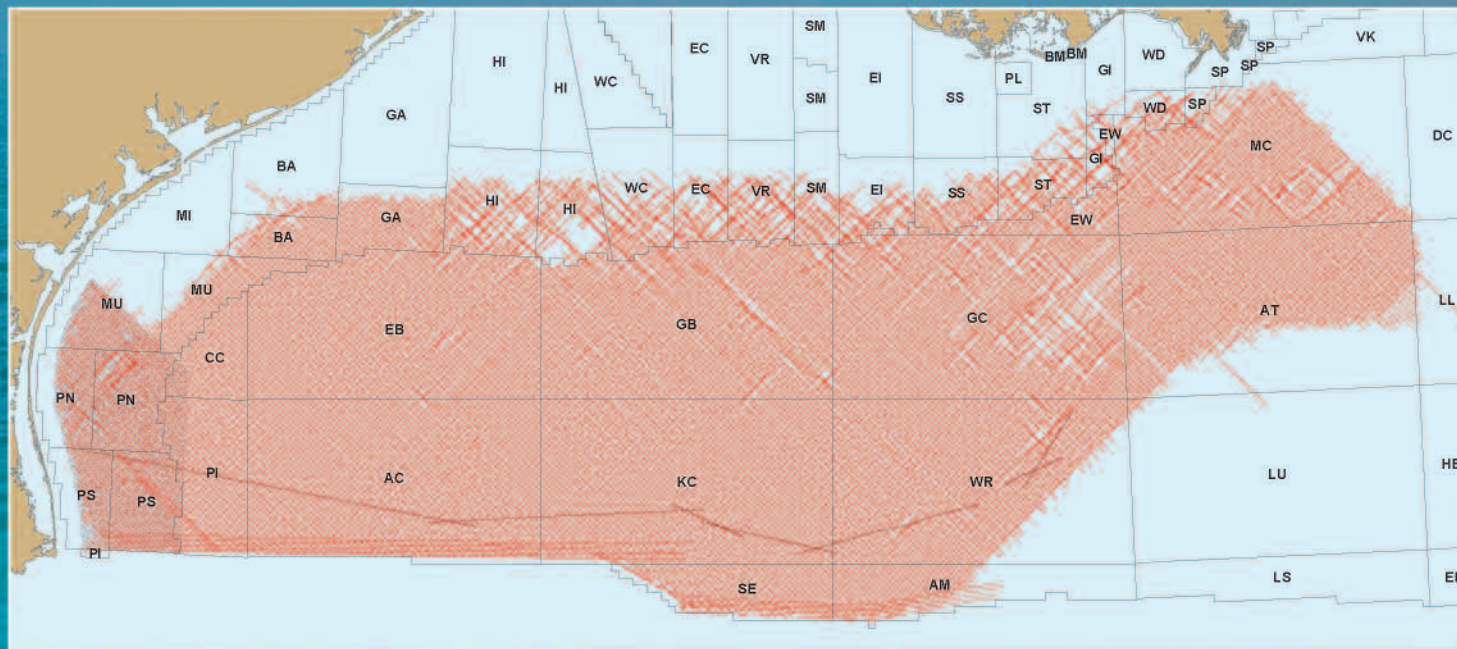 SM
EC
VR
HI
HI
WC
EI
SS
PL
BM
BM
GI
WD
SP
SP
SP
VK
GA
SM
ST
EW
WD
SP
MC
DC
BA
GI
MI
GA
BA
HI
HI
WC
EC
VR
SM
EI
SS
ST
EW
MU
MU
CC
EB
GB
GC
AT
LL
PN
PN
PI
AC
KC
WR
LU
HE
PS
PS
PI
SE
AM
LS